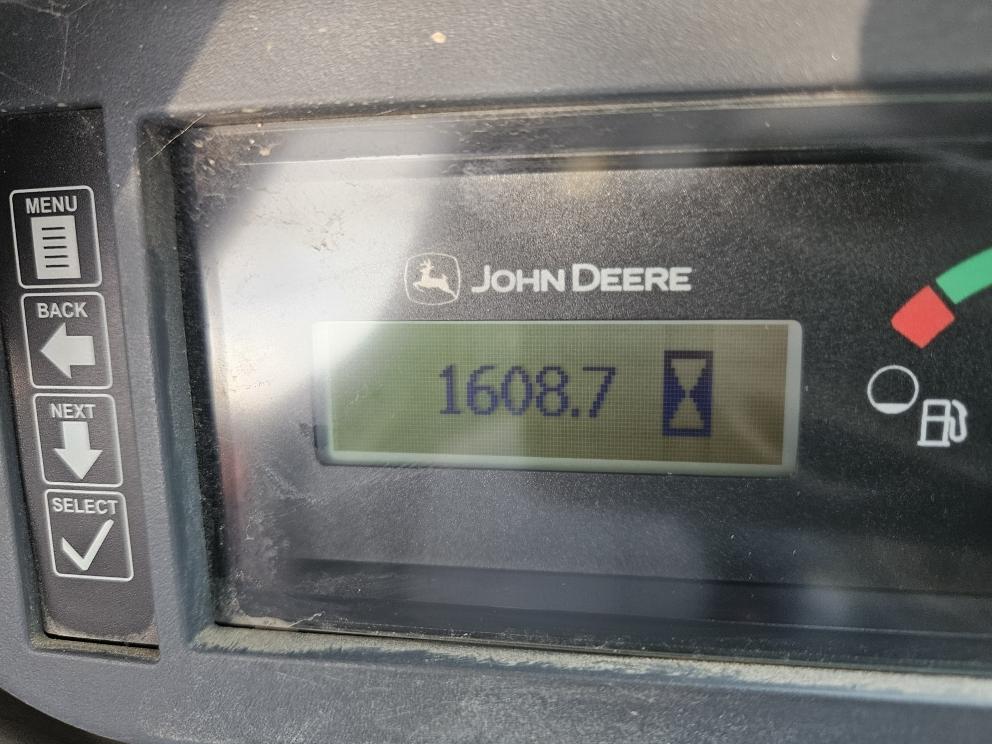 MENU
BACK
NEXT
SELECT
JOHN DEERE
1608.7